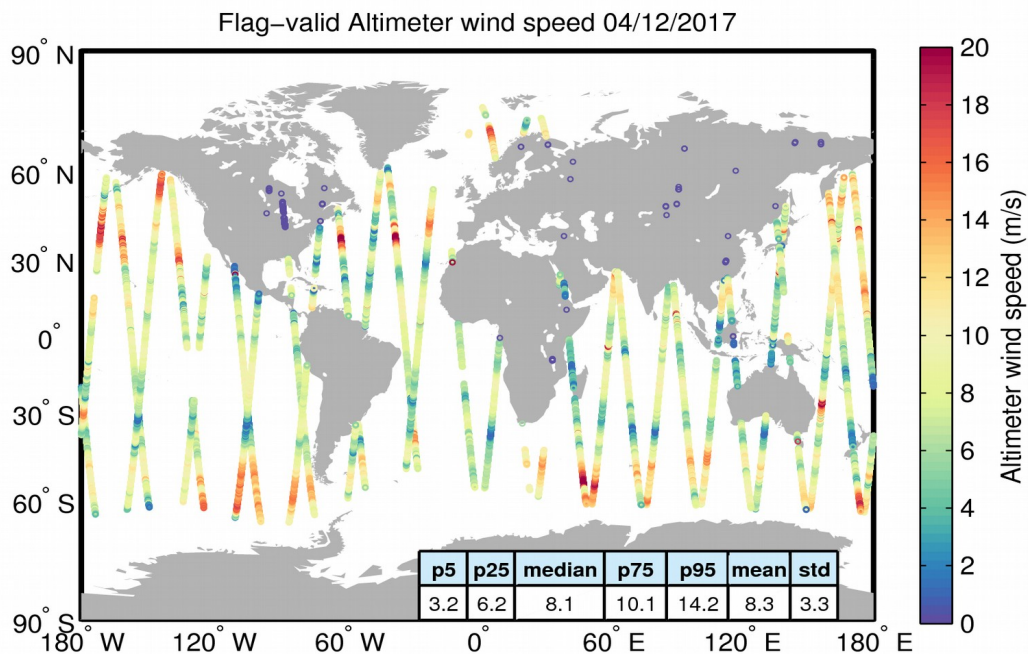 Flag-valid Altimeter wind speed 04/12/2017
90° N
60° N
30° N
0°
30° S
60° S
90° S
180° W
120° W
60° W
0°
60° E
120° E
180° E
20
18
16
14
12
10
8
6
4
2
0
Altimeter wind speed (m/s)
p5 p25 median p75 p95 mean std
3.2 6.2 8.1 10.1 14.2 8.3 3.3